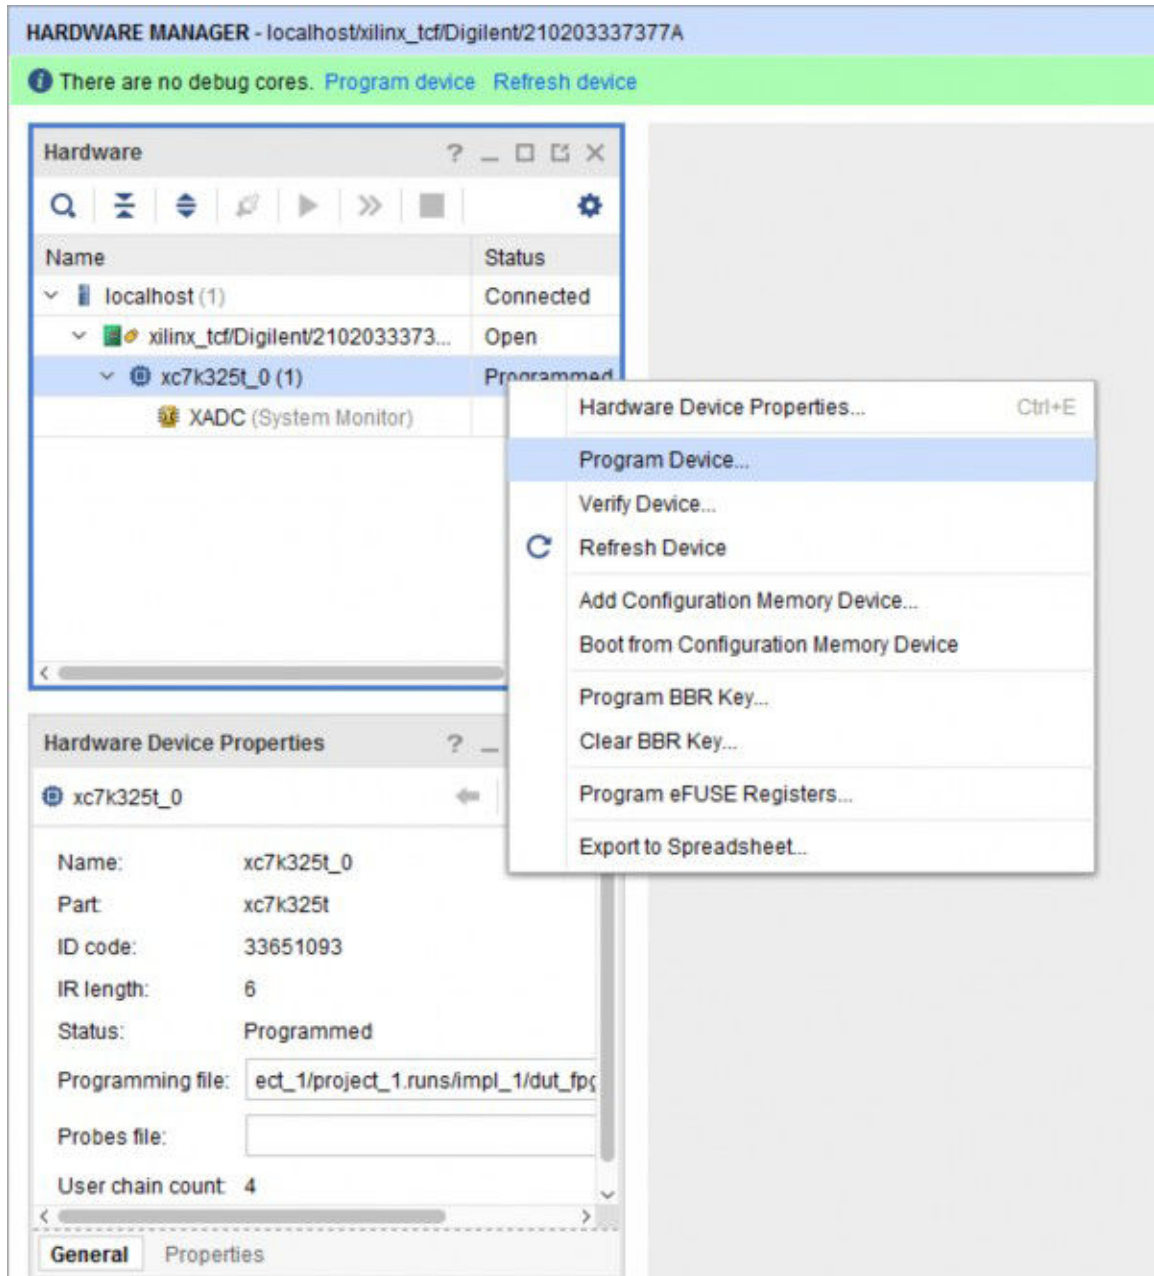 HARDWARE MANAGER - localhost/xilinx_tcf/Digilent/210203337377A
There are no debug cores. Program device Refresh device
Hardware
Name Status
localhost (1) Connected
xilinx_tcf/Digilent/2102033373... Open
xc7k325t_0 (1) Programmed
XADC (System Monitor)
Hardware Device Properties... Ctrl+E
Program Device...
Verify Device...
Refresh Device
Add Configuration Memory Device...
Boot from Configuration Memory Device
Program BBR Key...
Clear BBR Key...
Program eFUSE Registers...
Export to Spreadsheet...
Hardware Device Properties
xc7k325t_0
Name: xc7k325t_0
Part: xc7k325t
ID code: 33651093
IR length: 6
Status: Programmed
Programming file: ect_1/project_1.runs/impl_1/dut_fpg
Probes file:
User chain count: 4
General Properties